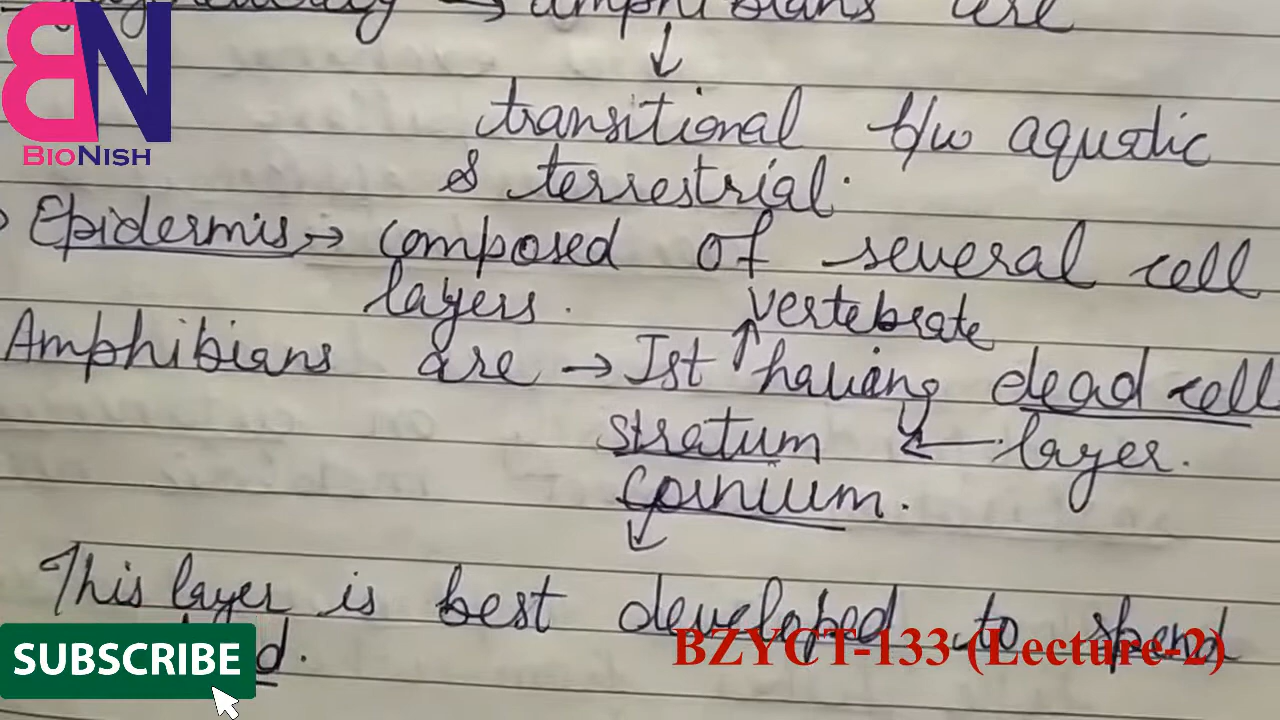 amphibians are
↓
transitional b/w aquatic
& terrestrial.
Epidermis → composed of several cell
layers.
vertebrate
Amphibians are → Ist ↑ having dead cell
stratum ← layer.
Cornium.
↓
This layer is best developed to spend
BN
BIONISH
SUBSCRIBE
BZYCT-133 (Lecture-2)